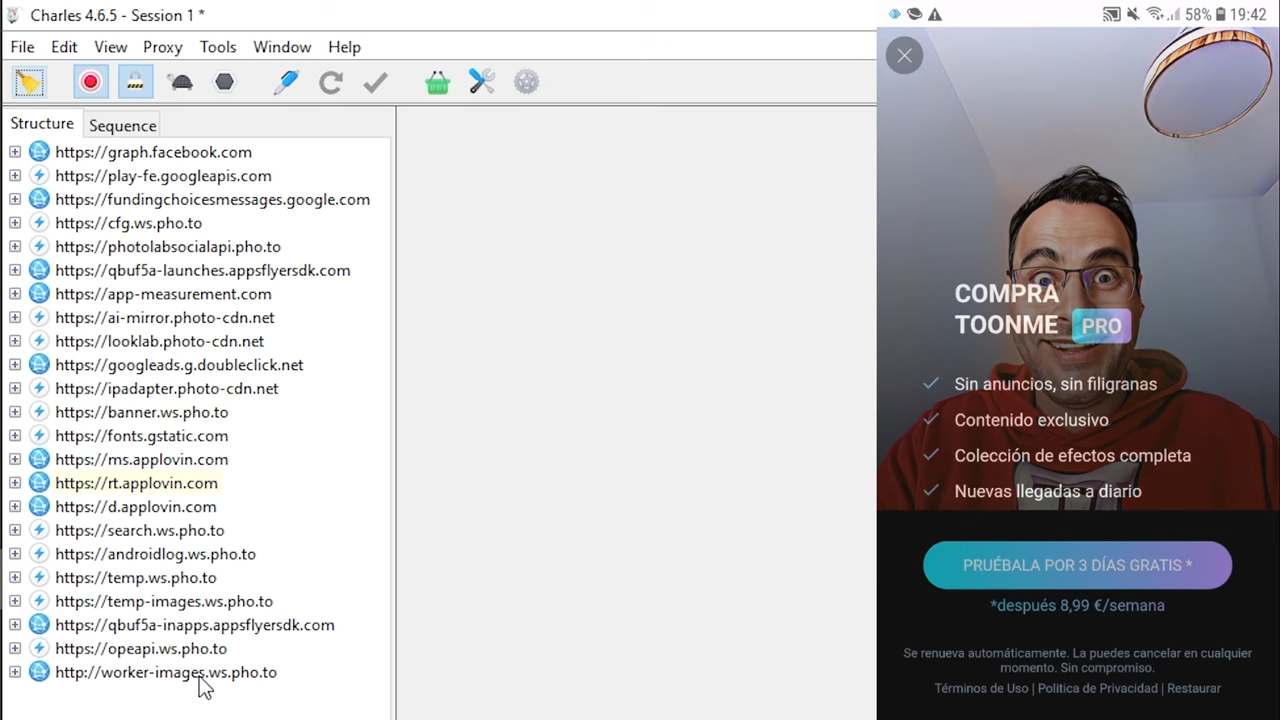 Charles 4.6.5 - Session 1 *
File Edit View Proxy Tools Window Help
Structure Sequence
https://graph.facebook.com
https://play-fe.googleapis.com
https://fundingchoicesmessages.google.com
https://cfg.ws.pho.to
https://photolabsocialapi.pho.to
https://qbuf5a-launches.appsflyersdk.com
https://app-measurement.com
https://ai-mirror.photo-cdn.net
https://looklab.photo-cdn.net
https://googleads.g.doubleclick.net
https://ipadapter.photo-cdn.net
https://banner.ws.pho.to
https://fonts.gstatic.com
https://ms.applovin.com
https://rt.applovin.com
https://d.applovin.com
https://search.ws.pho.to
https://androidlog.ws.pho.to
https://temp.ws.pho.to
https://temp-images.ws.pho.to
https://qbuf5a-inapps.appsflyersdk.com
https://opeapi.ws.pho.to
http://worker-images.ws.pho.to
58% 19:42
COMPRA
TOONME PRO
Sin anuncios, sin filigranas
Contenido exclusivo
Colección de efectos completa
Nuevas llegadas a diario
PRUÉBALA POR 3 DÍAS GRATIS *
*después 8,99 €/semana
Se renueva automáticamente. La puedes cancelar en cualquier
momento. Sin compromiso.
Términos de Uso | Politica de Privacidad | Restaurar